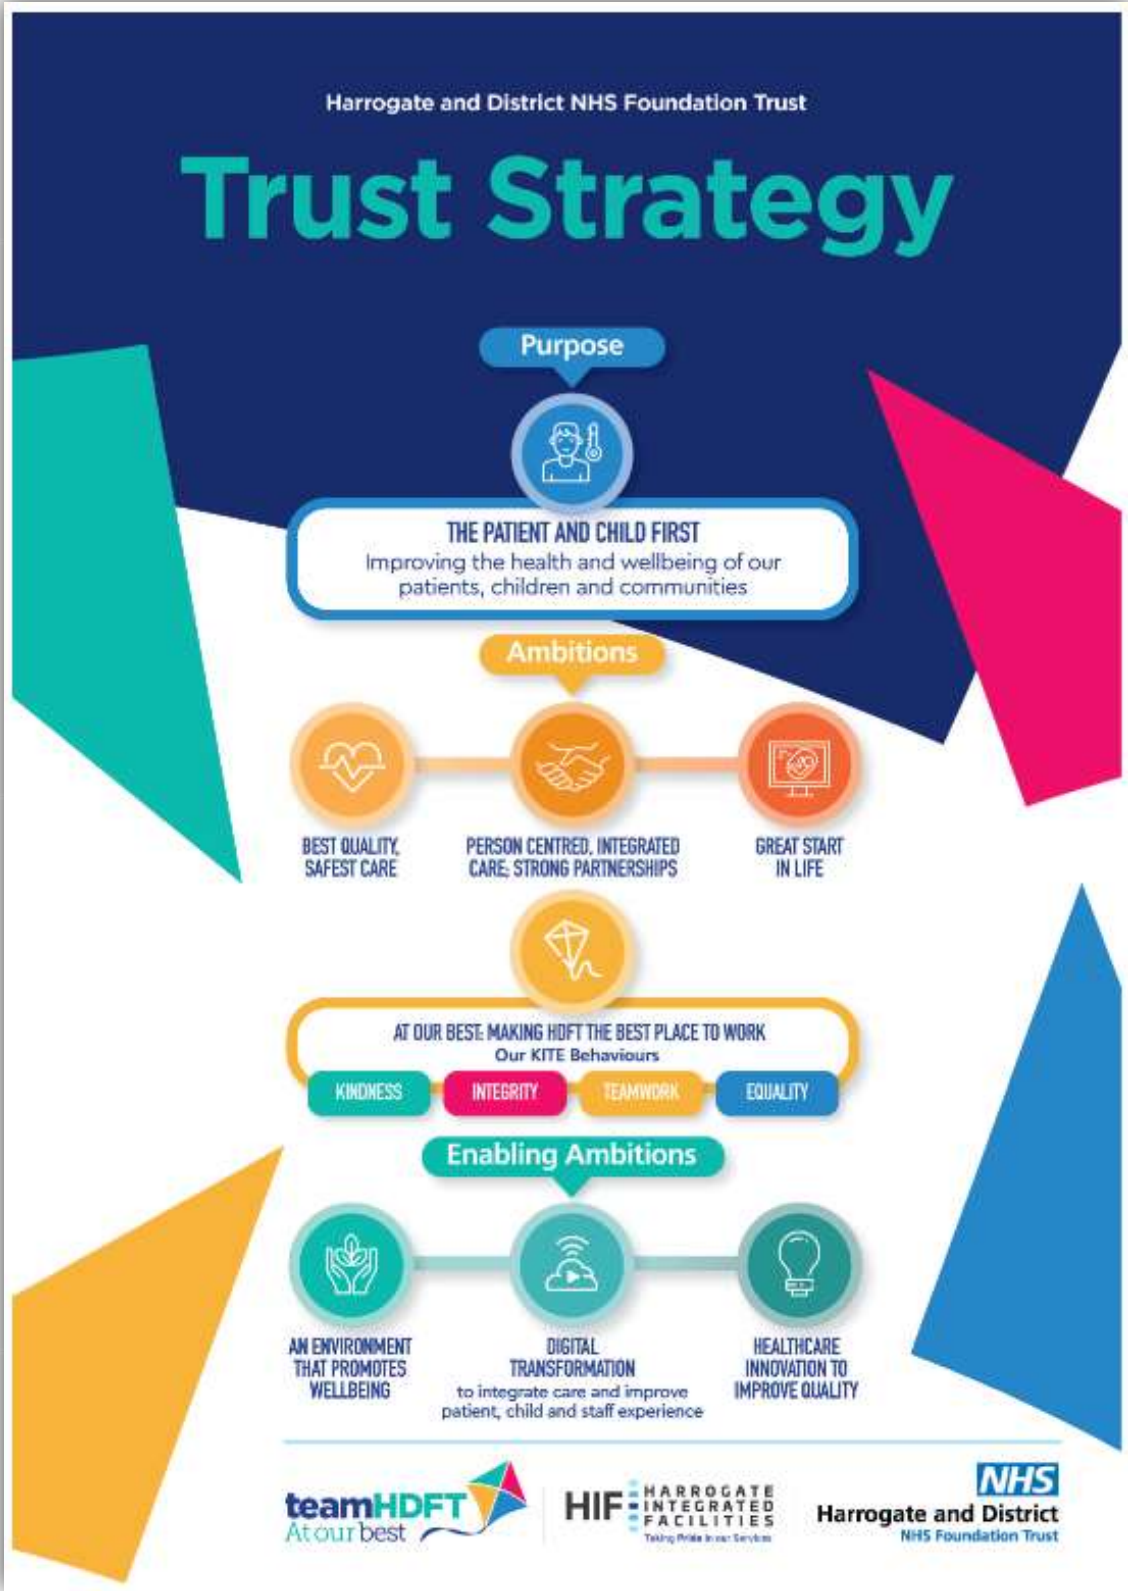 Harrogate and District NHS Foundation Trust
Trust Strategy
Purpose
THE PATIENT AND CHILD FIRST
Improving the health and wellbeing of our
patients, children and communities
Ambitions
BEST QUALITY,
SAFEST CARE
PERSON CENTRED, INTEGRATED
CARE; STRONG PARTNERSHIPS
GREAT START
IN LIFE
AT OUR BEST: MAKING HDFT THE BEST PLACE TO WORK
Our KITE Behaviours
KINDNESS
INTEGRITY
TEAMWORK
EQUALITY
Enabling Ambitions
AN ENVIRONMENT
THAT PROMOTES
WELLBEING
DIGITAL
TRANSFORMATION
to integrate care and improve
patient, child and staff experience
HEALTHCARE
INNOVATION TO
IMPROVE QUALITY
teamHDFT
At our best
HIF
HARROGATE
INTEGRATED
FACILITIES
Taking Pride in our Services
NHS
Harrogate and District
NHS Foundation Trust